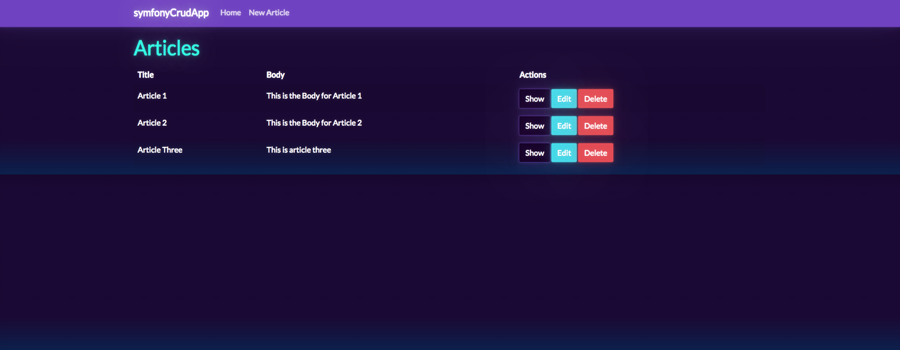 symfonyCrudApp Home New Article
Articles
Title Body Actions
Article 1 This is the Body for Article 1 Show Edit Delete
Article 2 This is the Body for Article 2 Show Edit Delete
Article Three This is article three Show Edit Delete